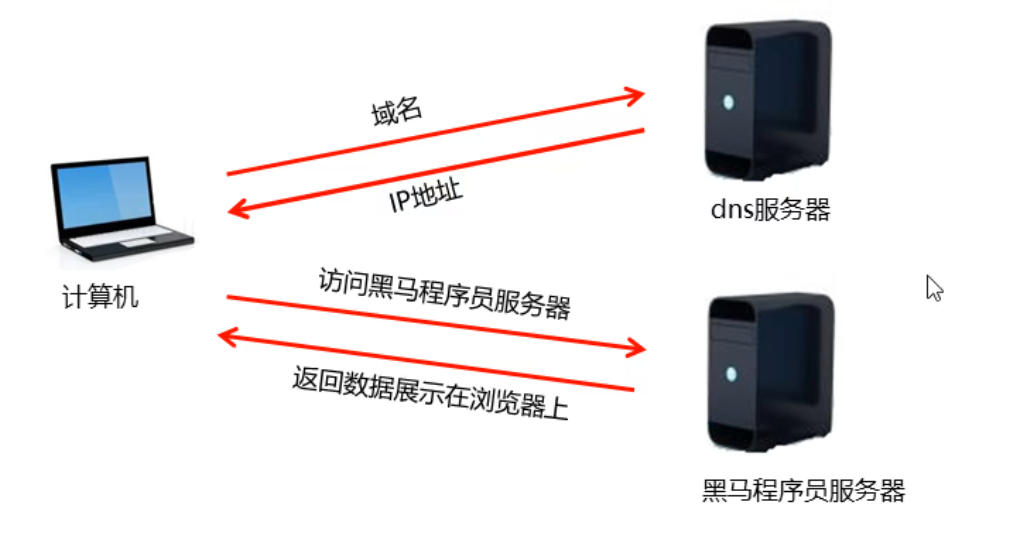 域名
IP地址
dns服务器
计算机
访问黑马程序员服务器
返回数据展示在浏览器上
黑马程序员服务器